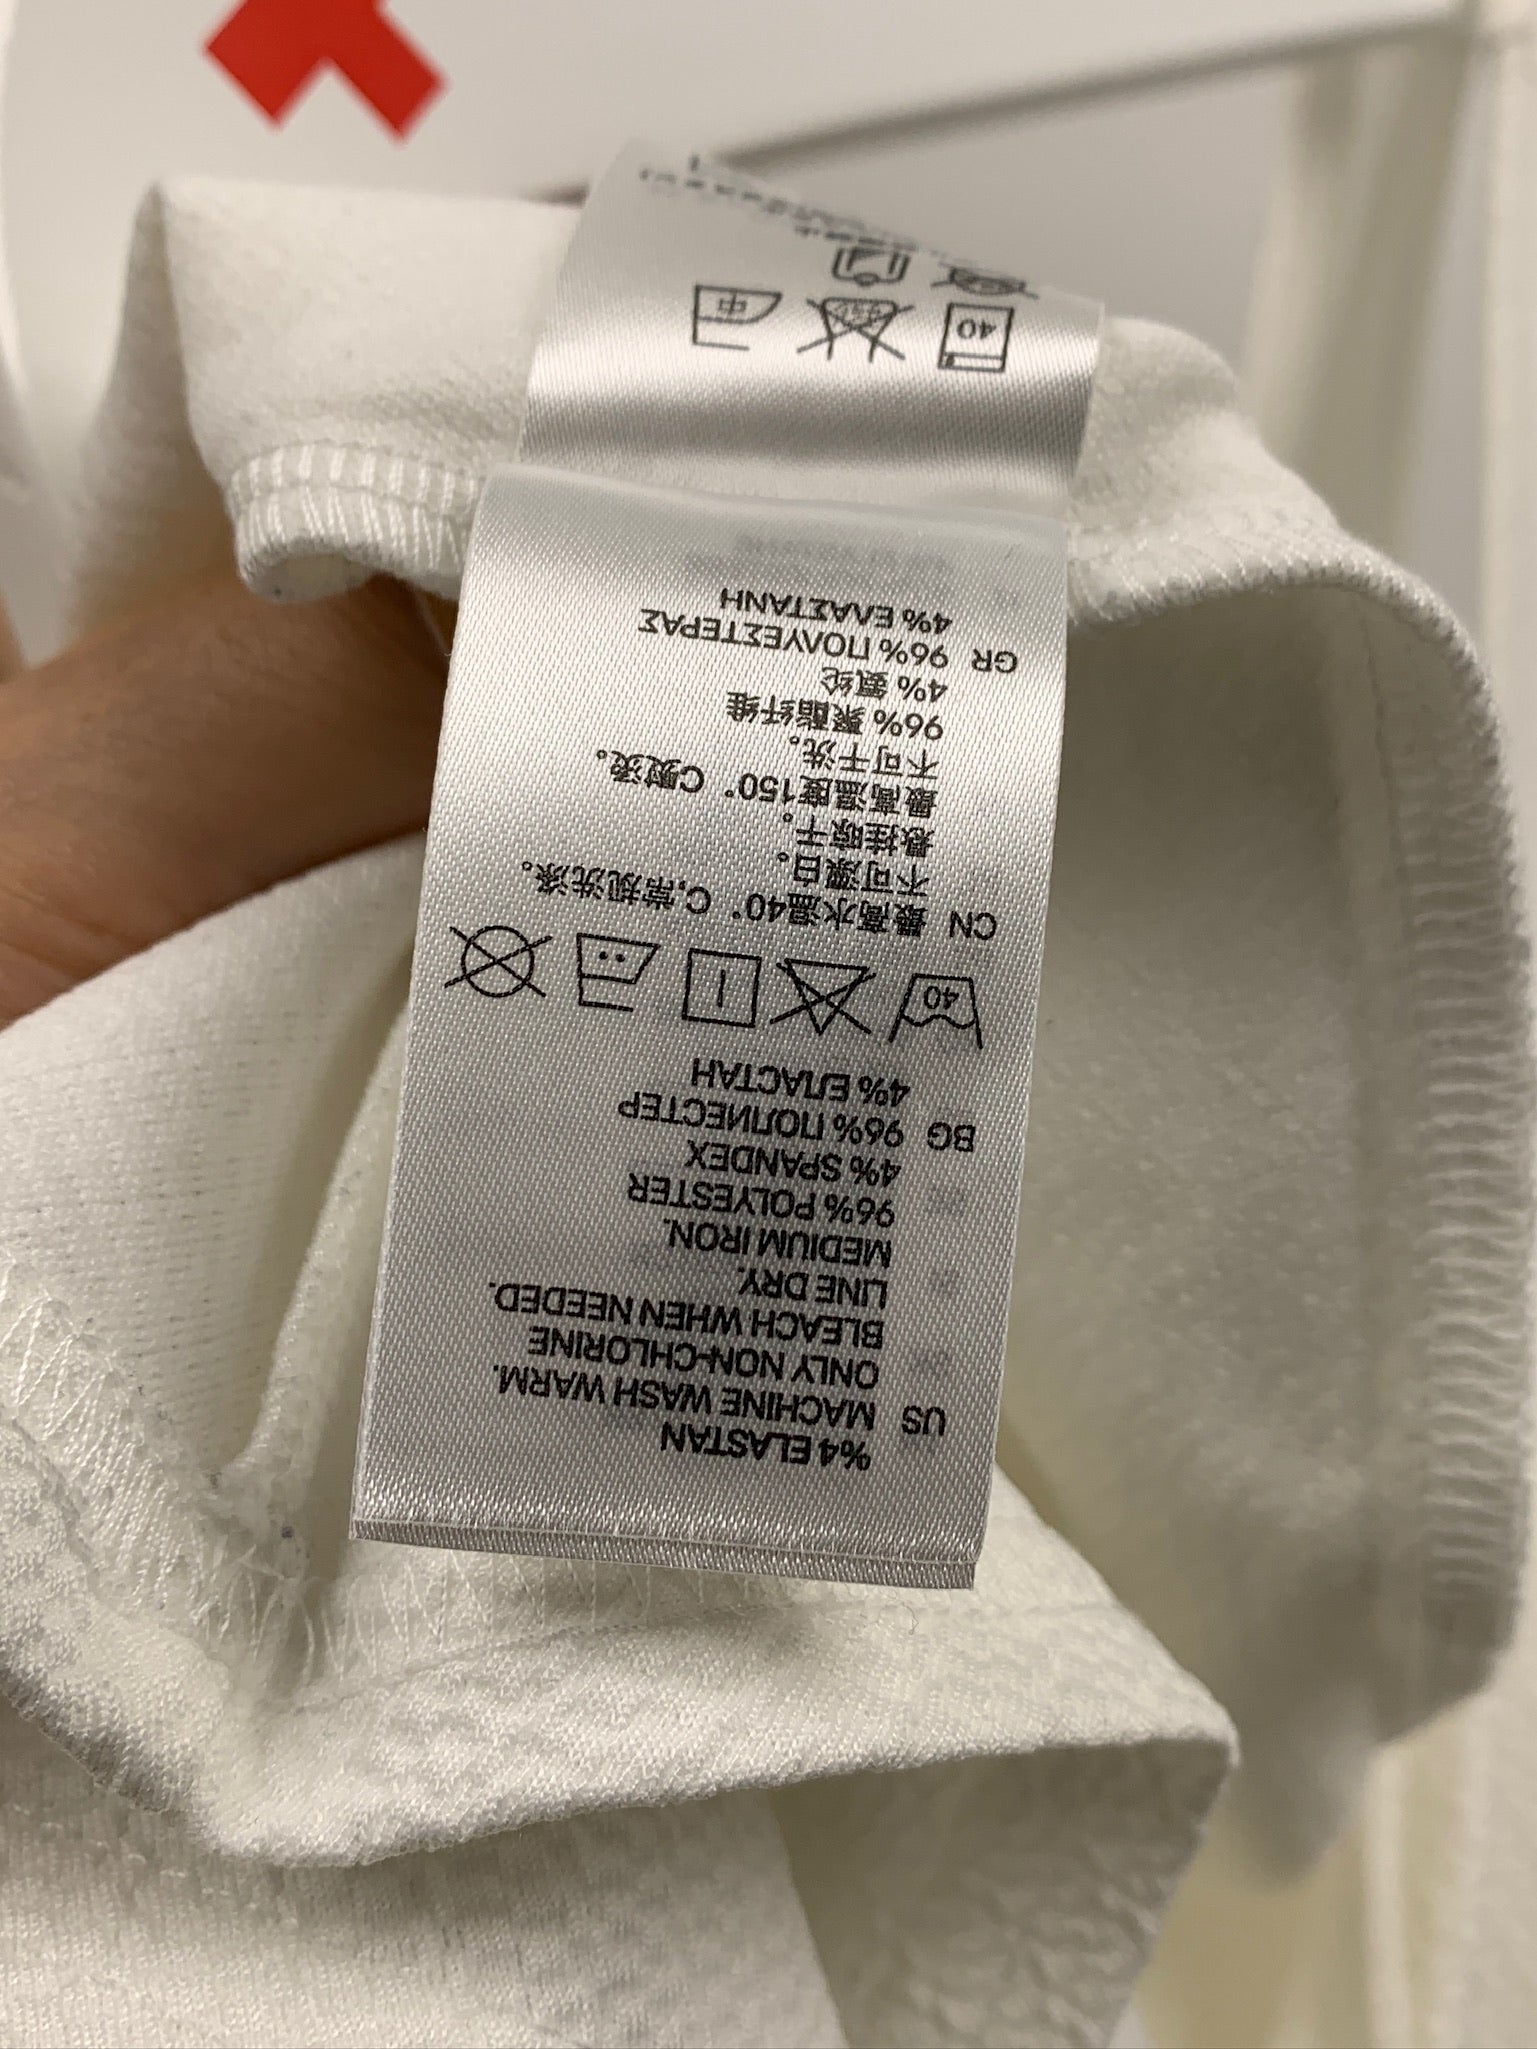 %4 ELASTAN
US MACHINE WASH WARM.
ONLY NON-CHLORINE
BLEACH WHEN NEEDED.
LINE DRY.
MEDIUM IRON.
96% POLYESTER
4% SPANDEX
BG 96% ПОЛИЕСТЕР
4% ЕЛАСТАН
40
CN 最高水温40°C,常规洗涤。
不可漂白。
悬挂晾干。
最高温度150°C熨烫。
不可干洗。
96% 聚酯纤维
4% 氨纶
GR 96% ΠΟΛΥΕΣΤΕΡΑΣ
4% ΕΛΑΣΤΑΝΗ
40 中